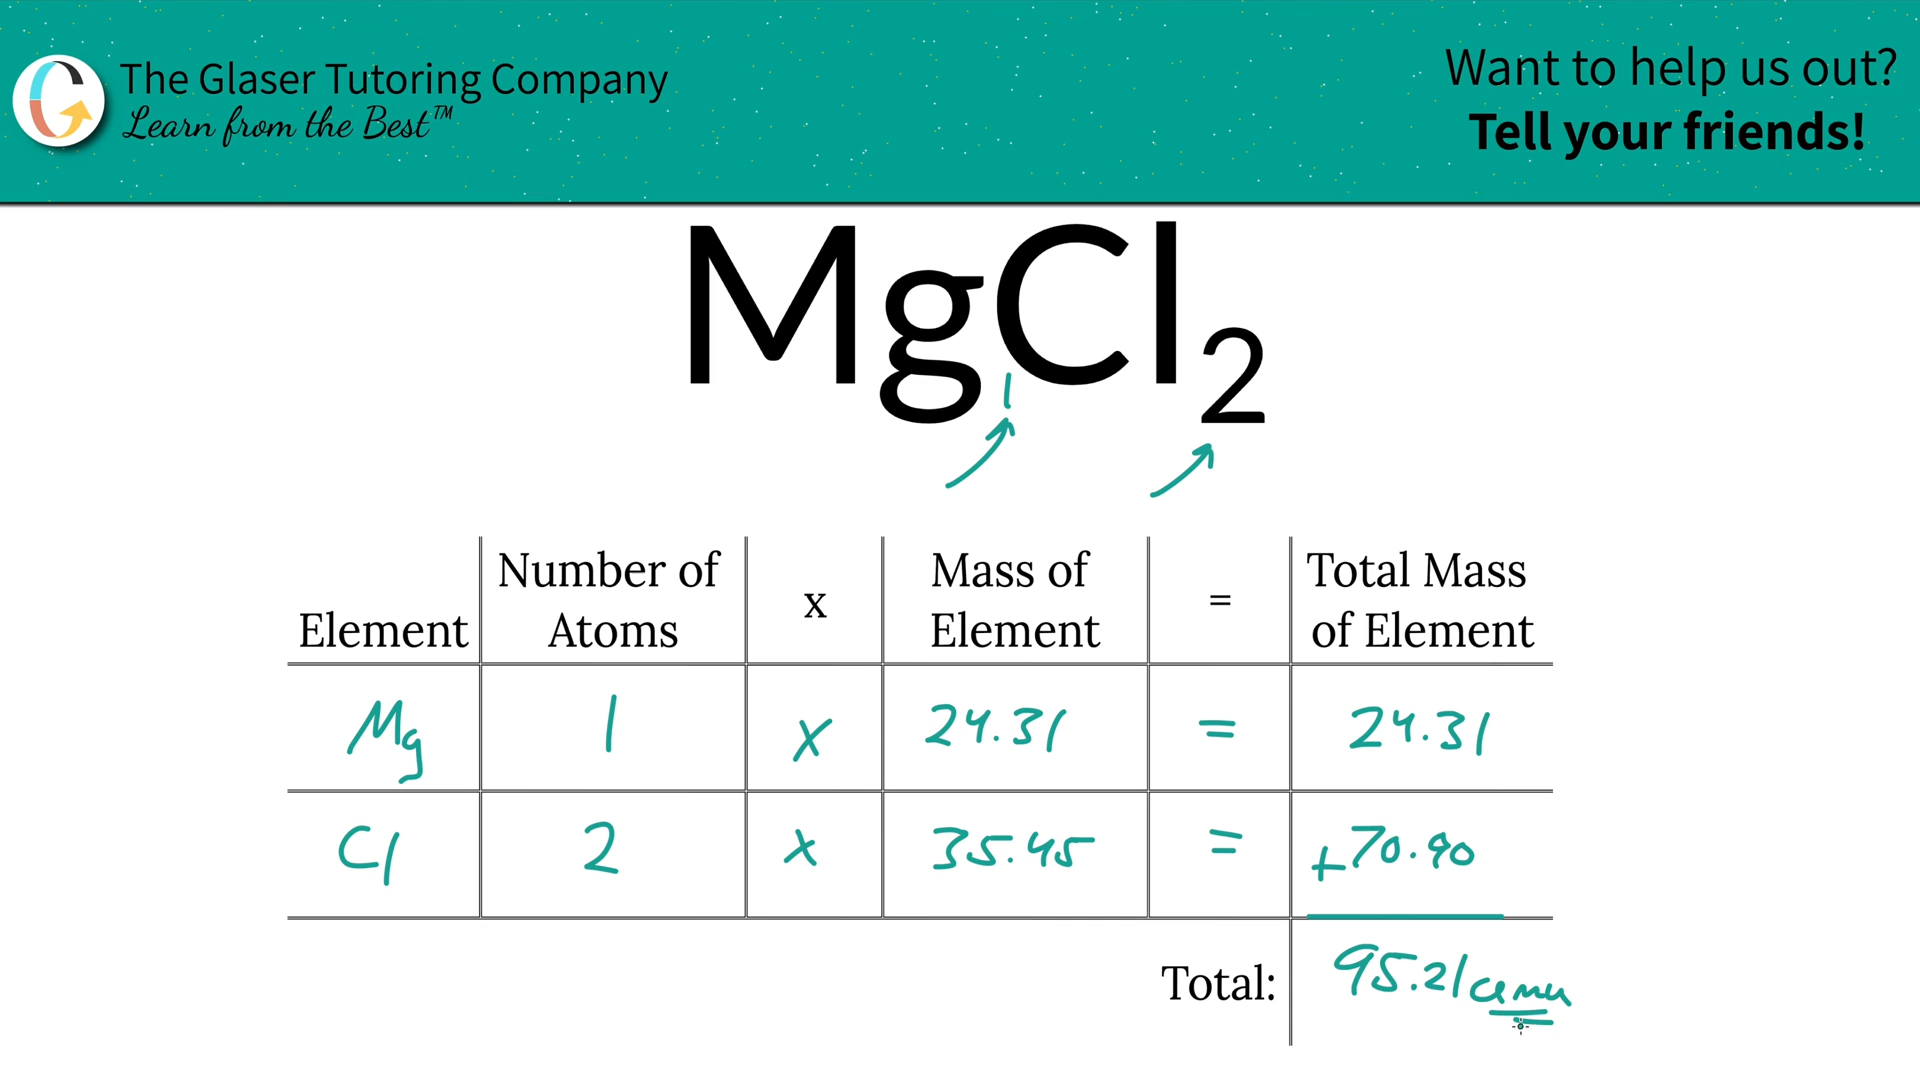 The Glaser Tutoring Company
Learn from the Best™
Want to help us out?
Tell your friends!
MgCl₂
1
Element Number of Atoms x Mass of Element = Total Mass of Element
Mg 1 x 24.31 = 24.31
Cl 2 x 35.45 = +70.90
Total: 95.21 amu